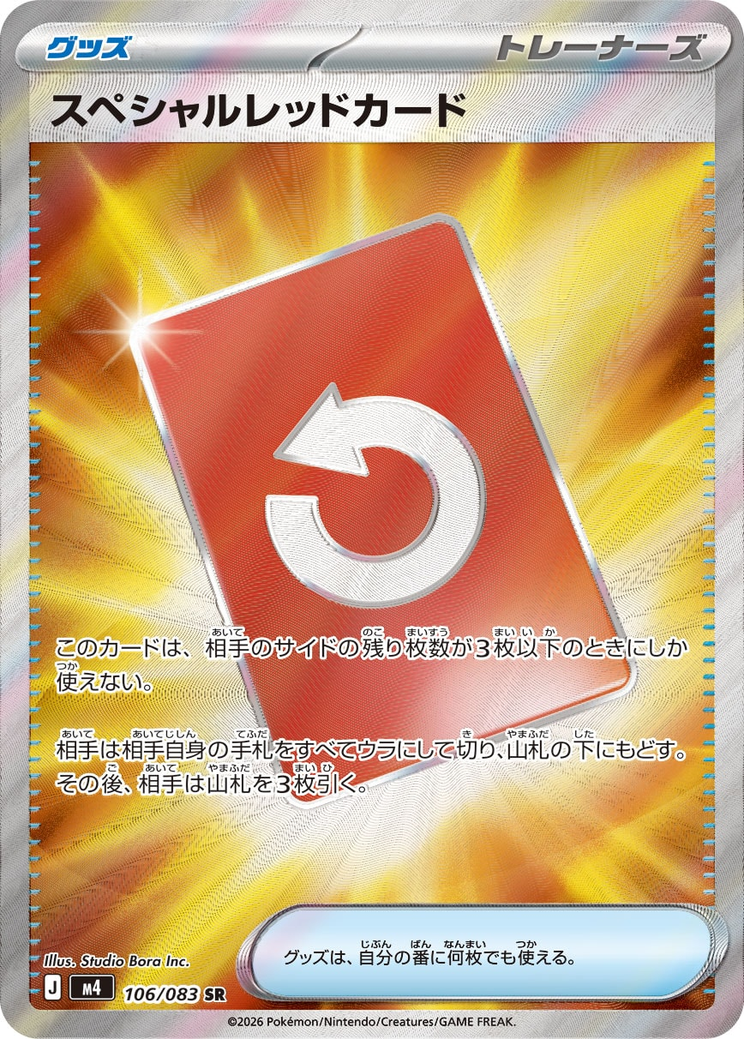 グッズ
トレーナーズ
スペシャルレッドカード
このカードは、相手のサイドの残り枚数が3枚以下のときにしか
使えない。
相手は相手自身の手札をすべてウラにして切り、山札の下にもどす。
その後、相手は山札を3枚引く。
グッズは、自分の番に何枚でも使える。
Illus. Studio Bora Inc.
J m4 106/083 SR
©2026 Pokémon/Nintendo/Creatures/GAME FREAK.